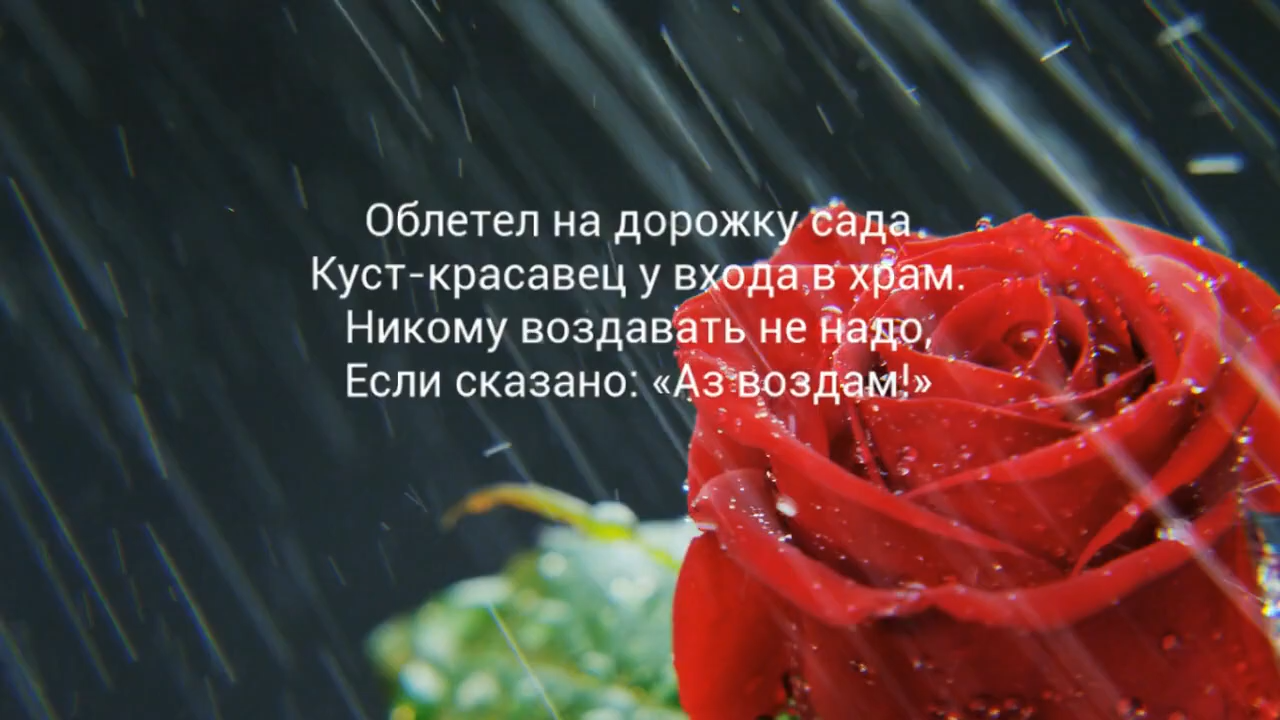 Облетел на дорожку сада
Куст-красавец у входа в храм.
Никому воздавать не надо,
Если сказано: «Аз воздам!»